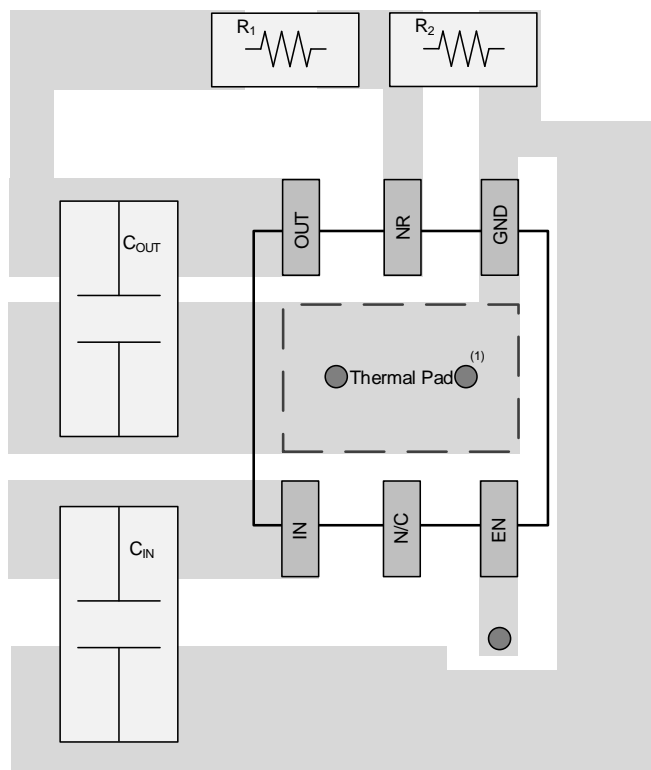 R1
R2
OUT
NR
GND
COUT
Thermal Pad(1)
IN
N/C
EN
CIN